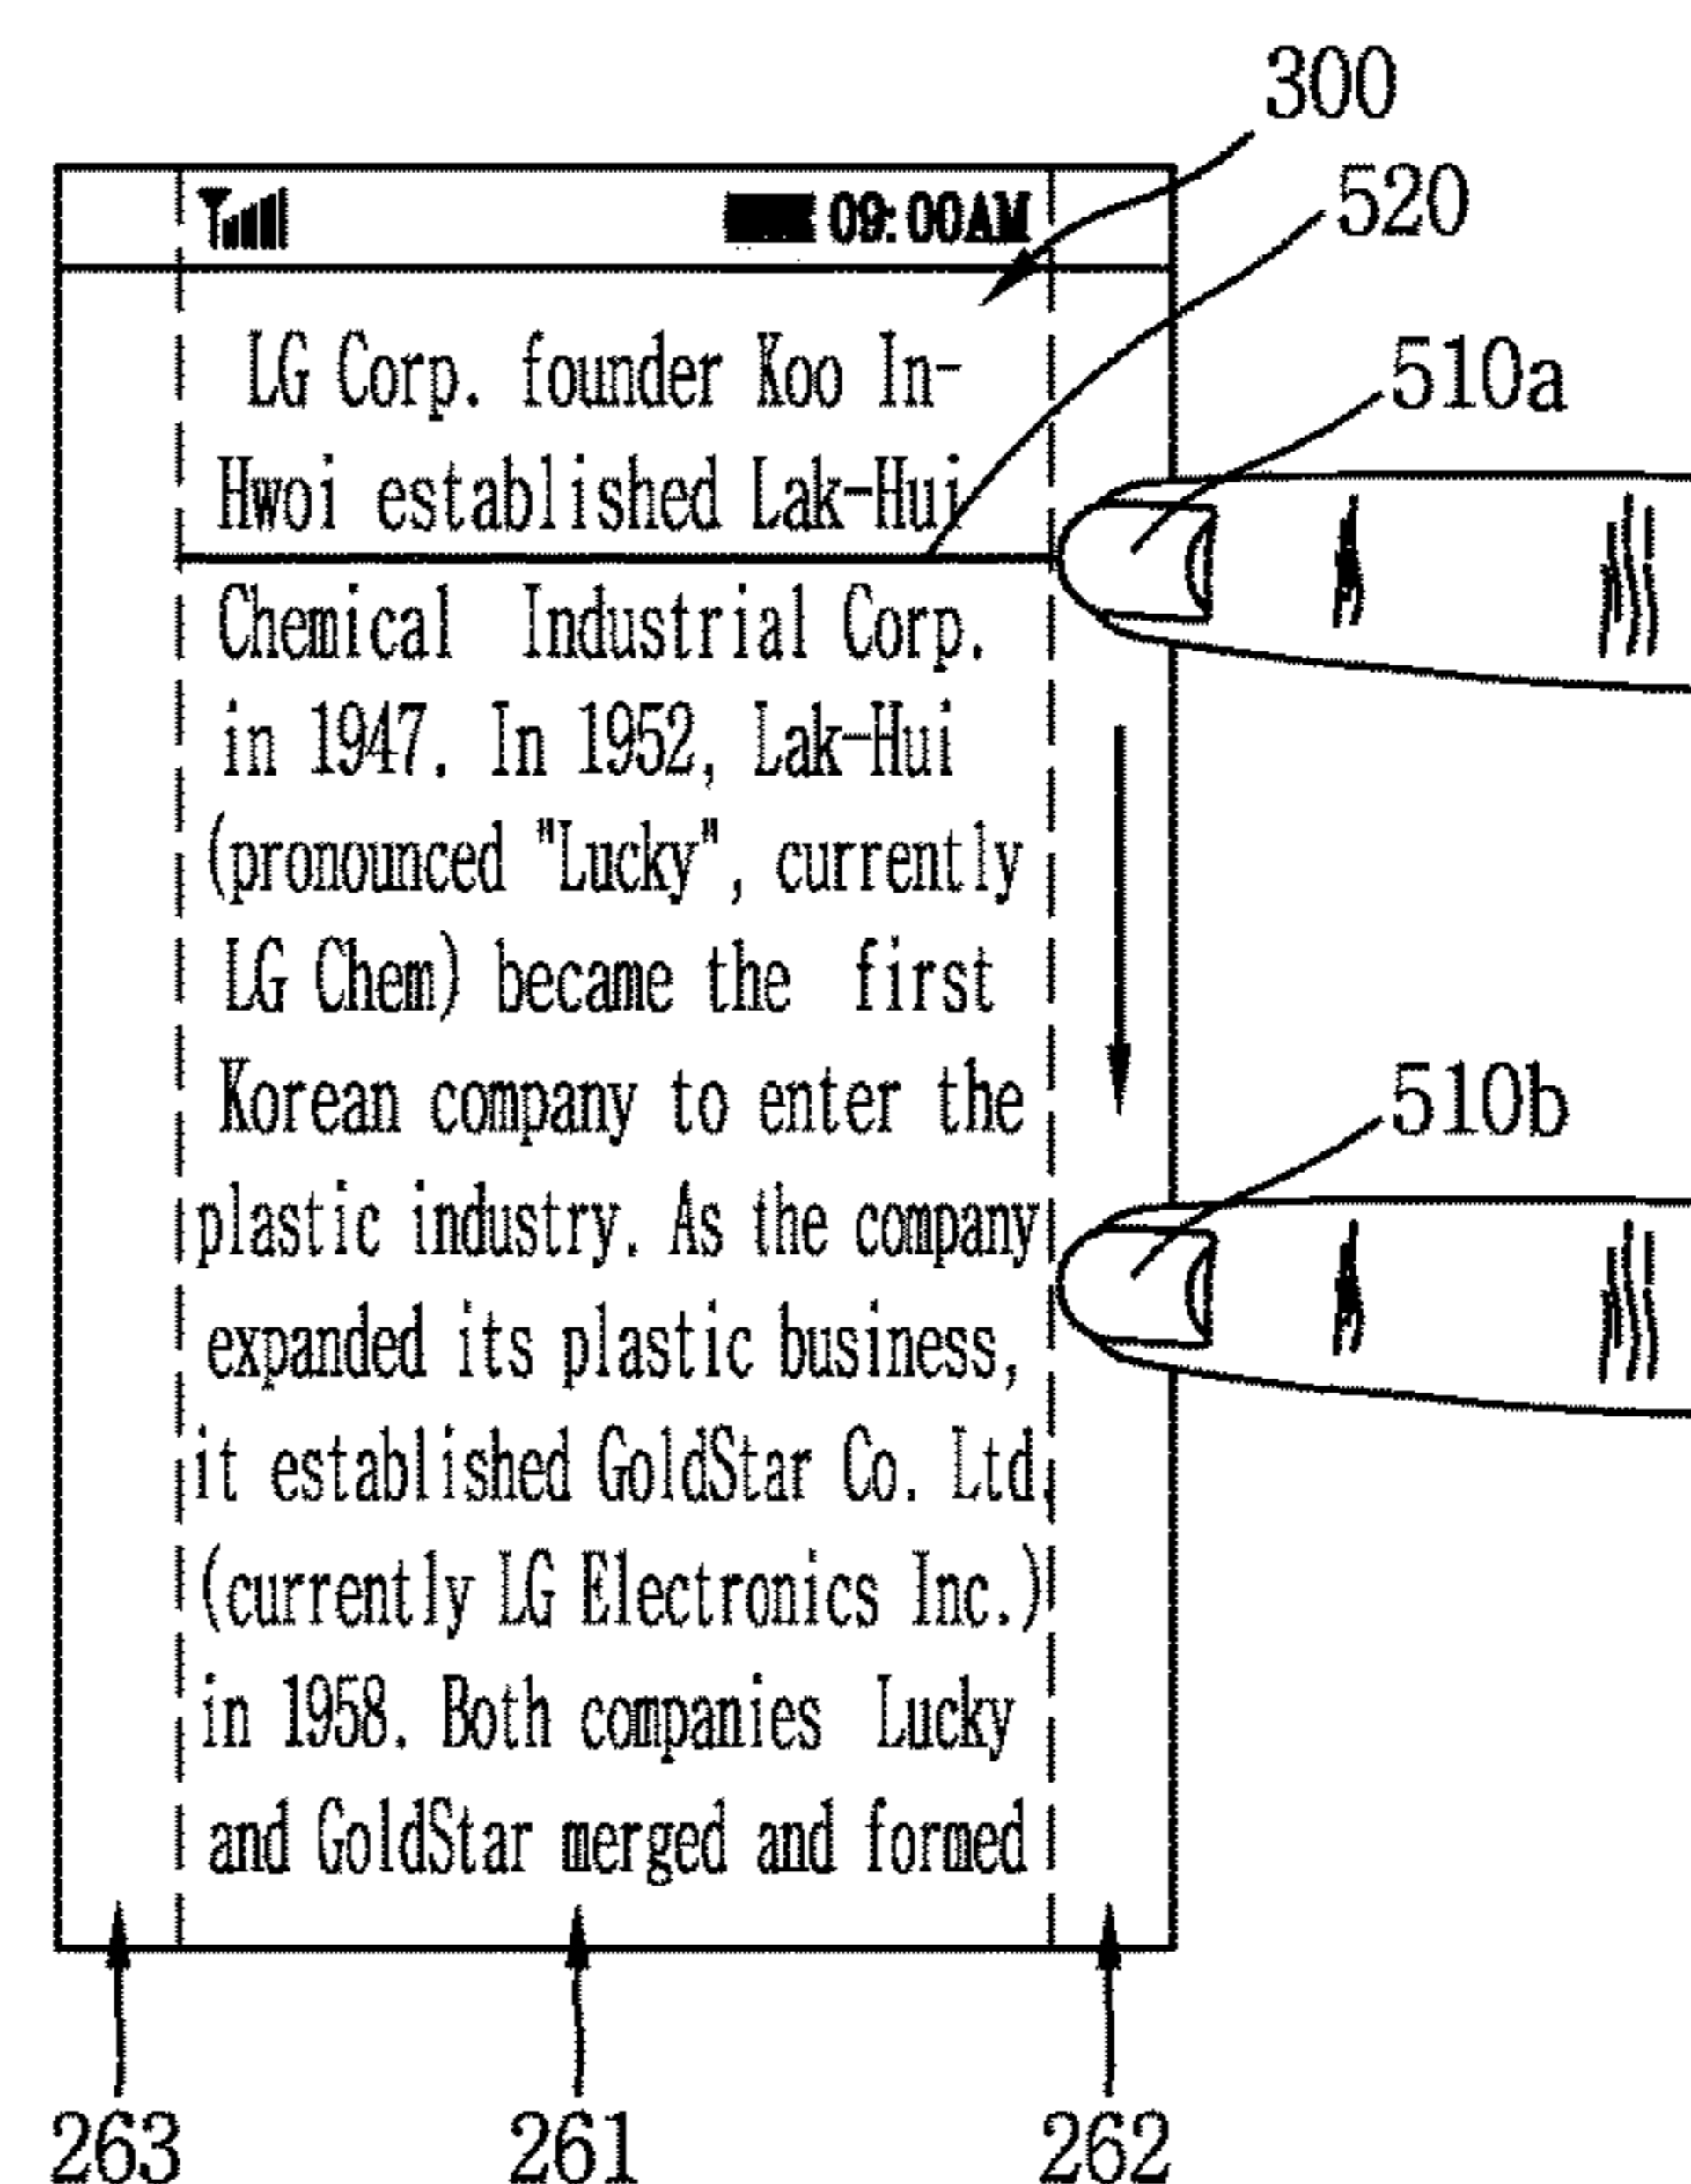 300
09:00AM
520
LG Corp. founder Koo In-
510a
Hwoi established Lak-Hui
Chemical Industrial Corp.
in 1947. In 1952, Lak-Hui
(pronounced "Lucky", currently
LG Chem) became the first
Korean company to enter the
510b
plastic industry. As the company
expanded its plastic business,
it established GoldStar Co. Ltd.
(currently LG Electronics Inc.)
in 1958. Both companies Lucky
and GoldStar merged and formed
263 261 262